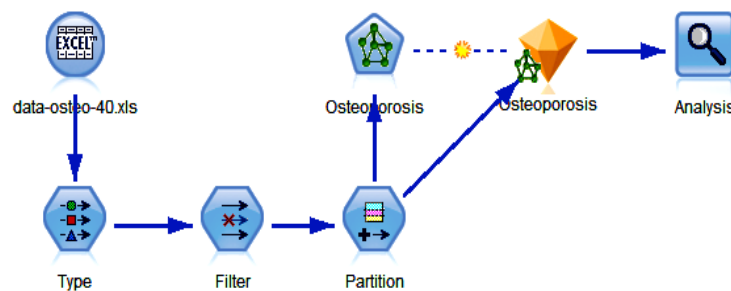 EXCEL
data-osteo-40.xls
Osteoporosis
Osteoporosis
Analysis
Type
Filter
Partition